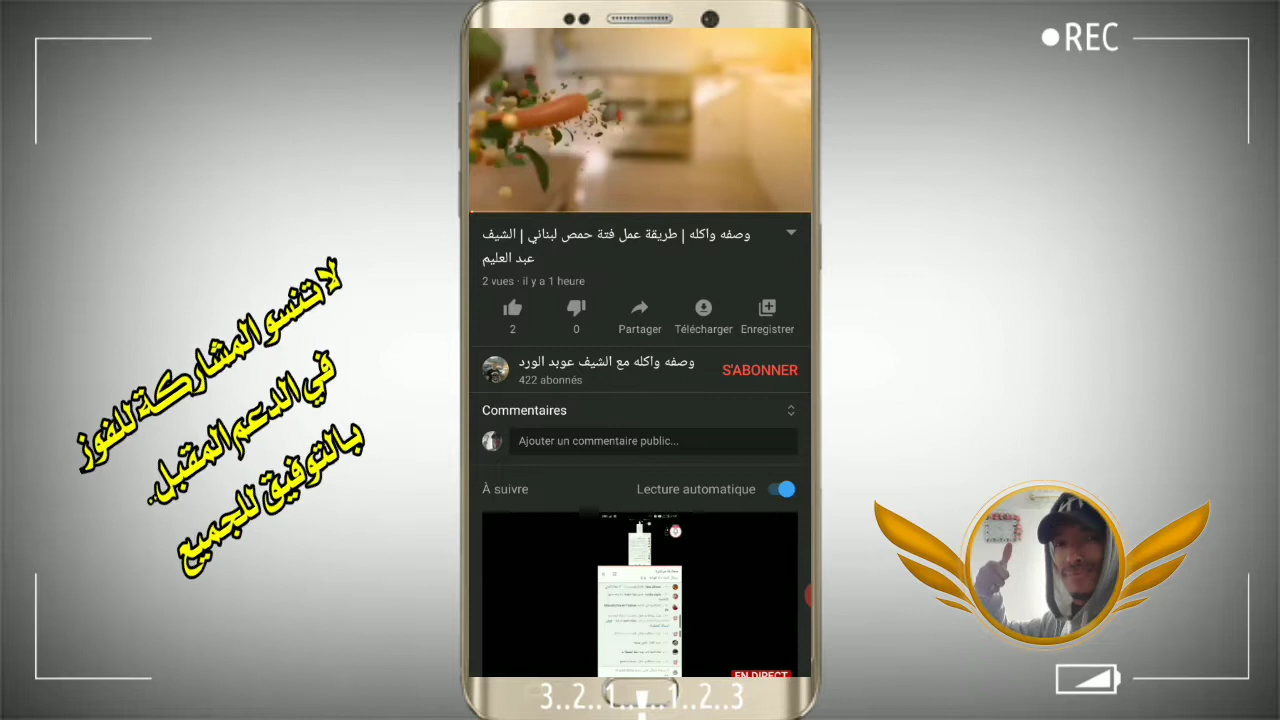 REC
لا تنسو المشاركة للفوز
في الدعم المقبل..
بالتوفيق للجميع
وصفه واكله | طريقة عمل فتة حمص لبناني | الشيف
عبد العليم
2 vues · il y a 1 heure
2
0
Partager
Télécharger
Enregistrer
وصفه واكله مع الشيف عوبد الورد
S'ABONNER
422 abonnés
Commentaires
Ajouter un commentaire public...
À suivre
Lecture automatique
EN DIRECT
3..2..1...
...1..2..3